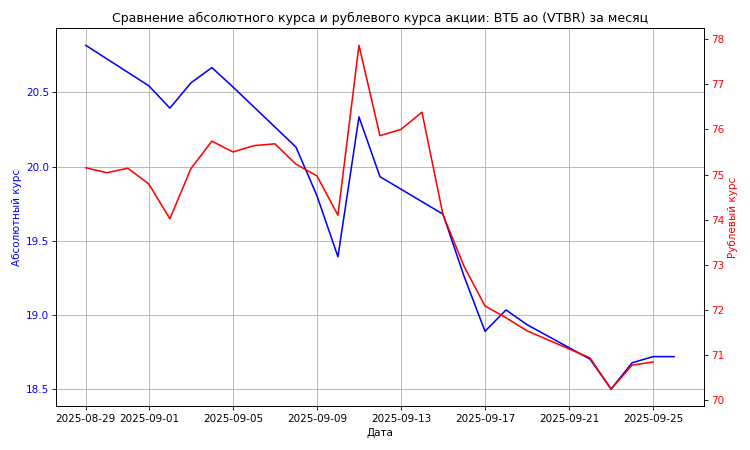 Сравнение абсолютного курса и рублевого курса акции: ВТБ ао (VTBR) за месяц
Абсолютный курс
20.5
20.0
19.5
19.0
18.5
78
77
76
75
74
73
72
71
70
Рублевый курс
2025-08-29 2025-09-01 2025-09-05 2025-09-09 2025-09-13 2025-09-17 2025-09-21 2025-09-25
Дата